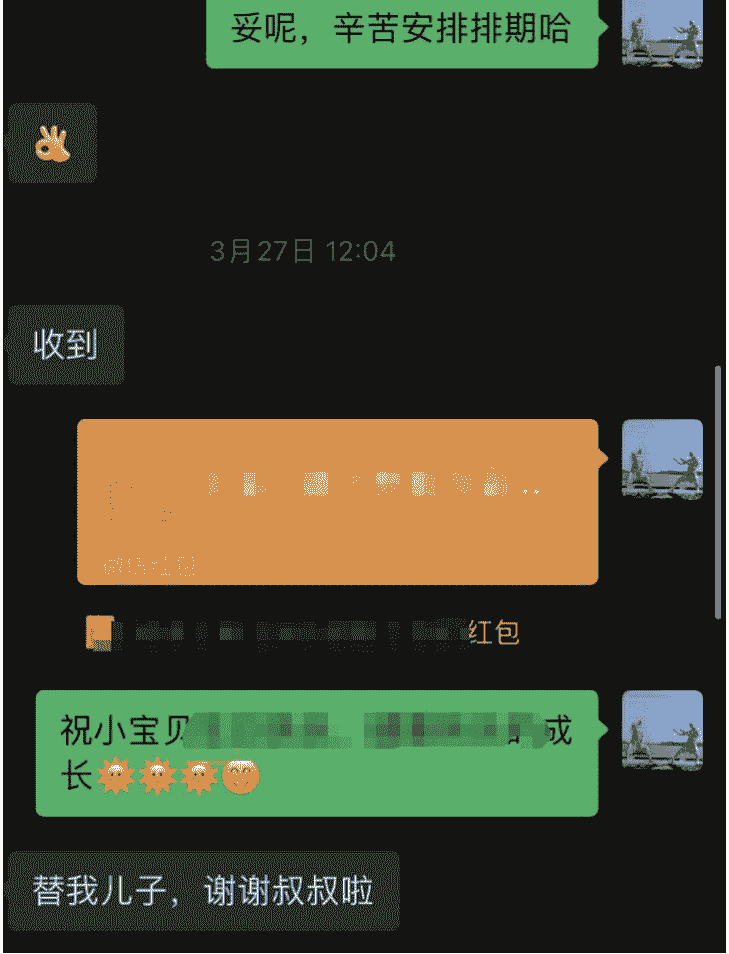 妥呢，辛苦安排排期哈
👌
3月27日 12:04
收到
红包
祝小宝贝 成
长🌞🌞🌞😊
替我儿子，谢谢叔叔啦